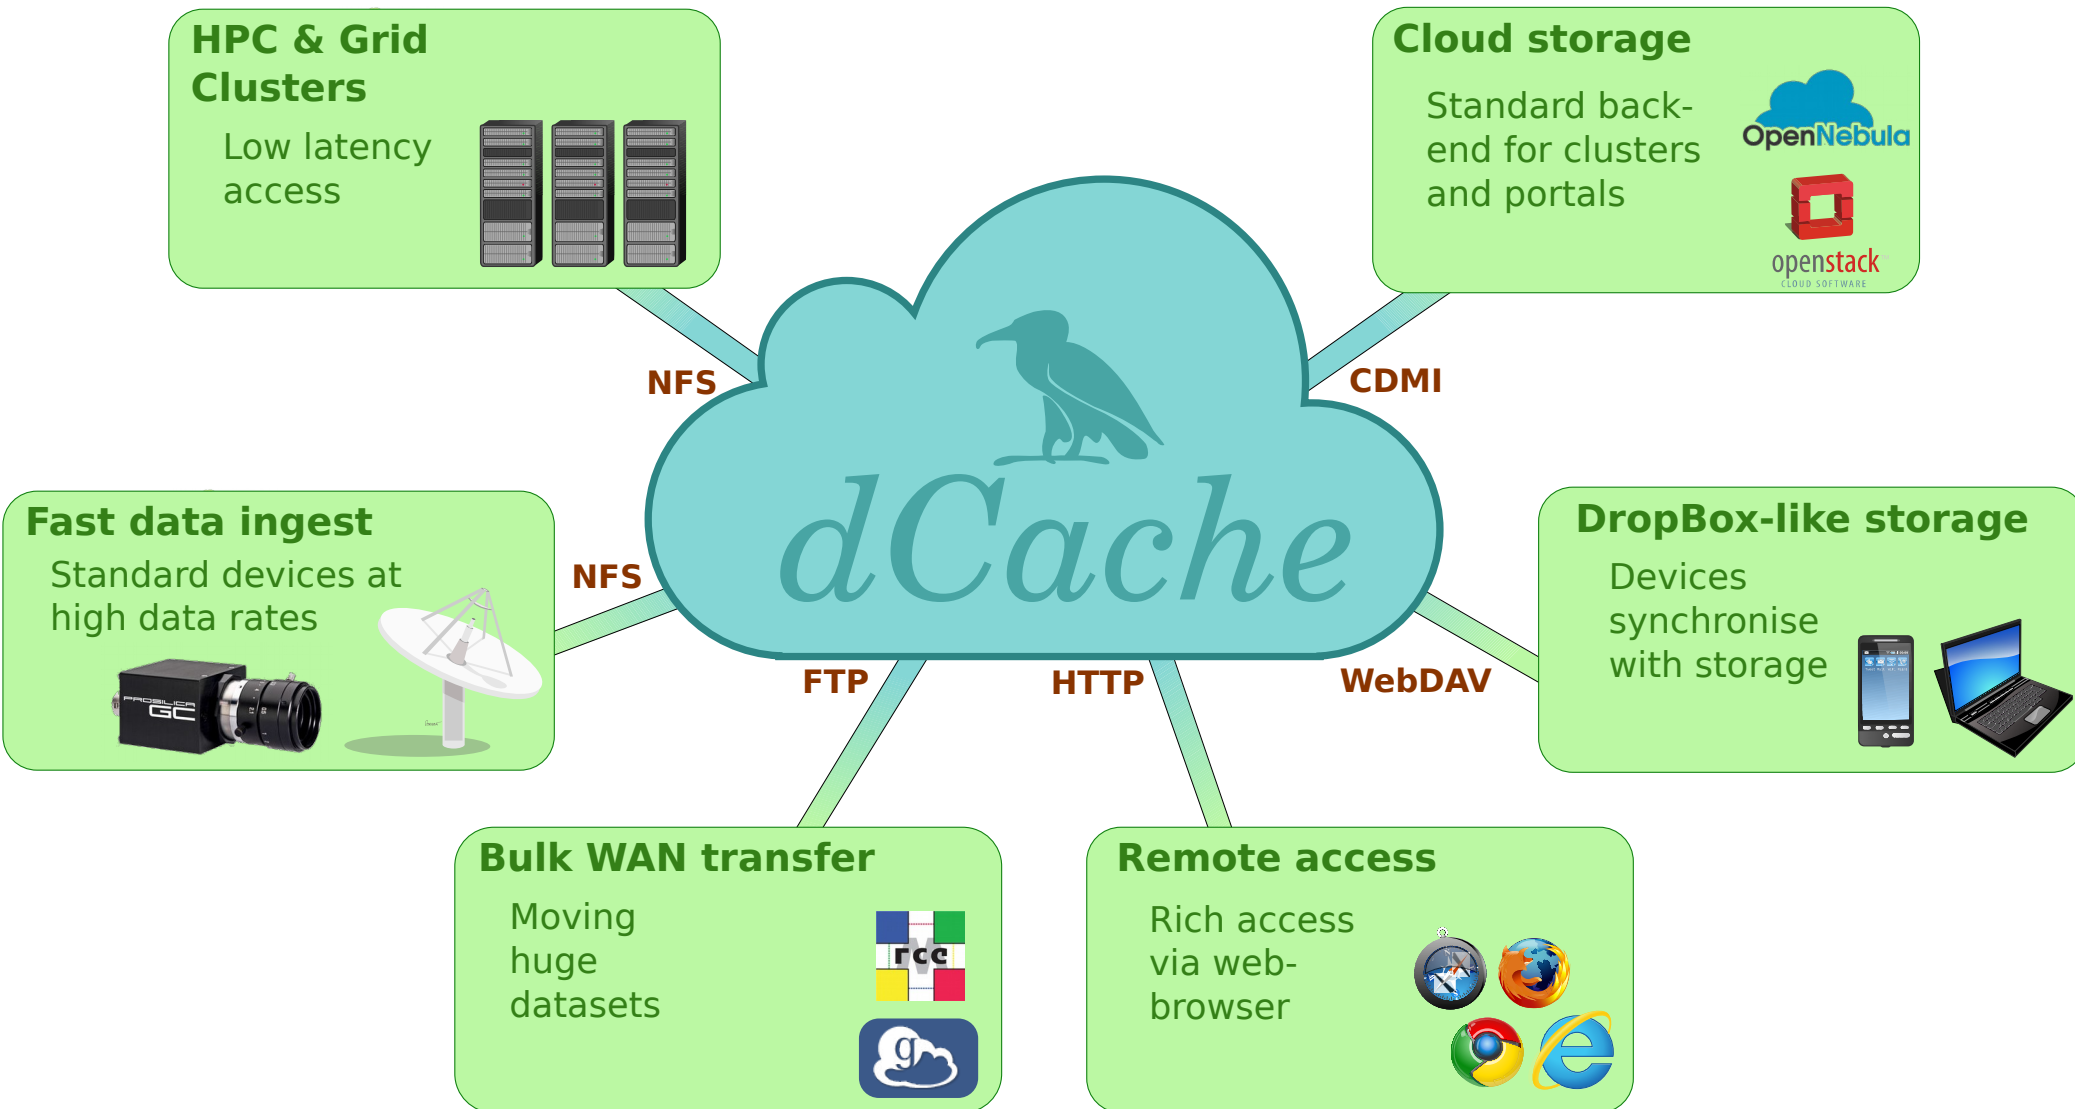 HPC & Grid
Clusters
Low latency
access
Cloud storage
Standard back-
end for clusters
and portals
OpenNebula
openstack
CLOUD SOFTWARE
NFS
CDMI
dCache
Fast data ingest
Standard devices at
high data rates
PROSILICA
GC
NFS
DropBox-like storage
Devices
synchronise
with storage
FTP
HTTP
WebDAV
Bulk WAN transfer
Moving
huge
datasets
rcc
g
Remote access
Rich access
via web-
browser